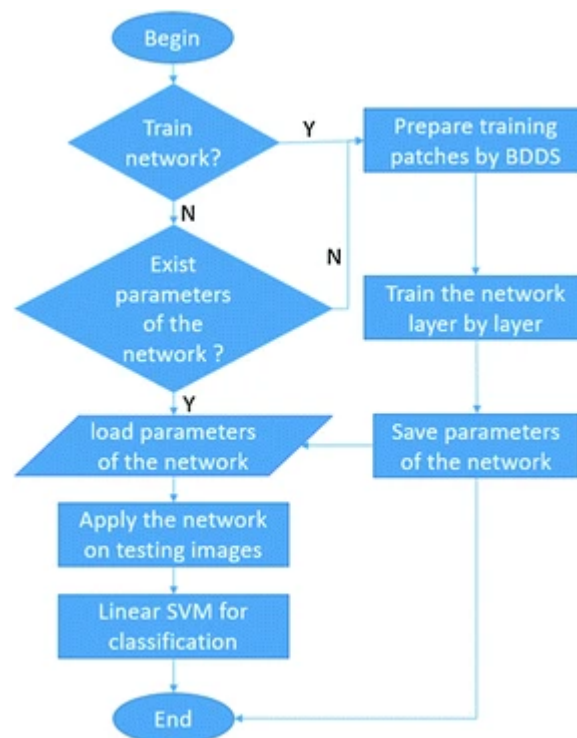 Begin
Train
network?
Y
Prepare training
patches by BDDS
N
Exist
parameters
of the
network ?
N
Train the network
layer by layer
Y
load parameters
of the network
Save parameters
of the network
Apply the network
on testing images
Linear SVM for
classification
End